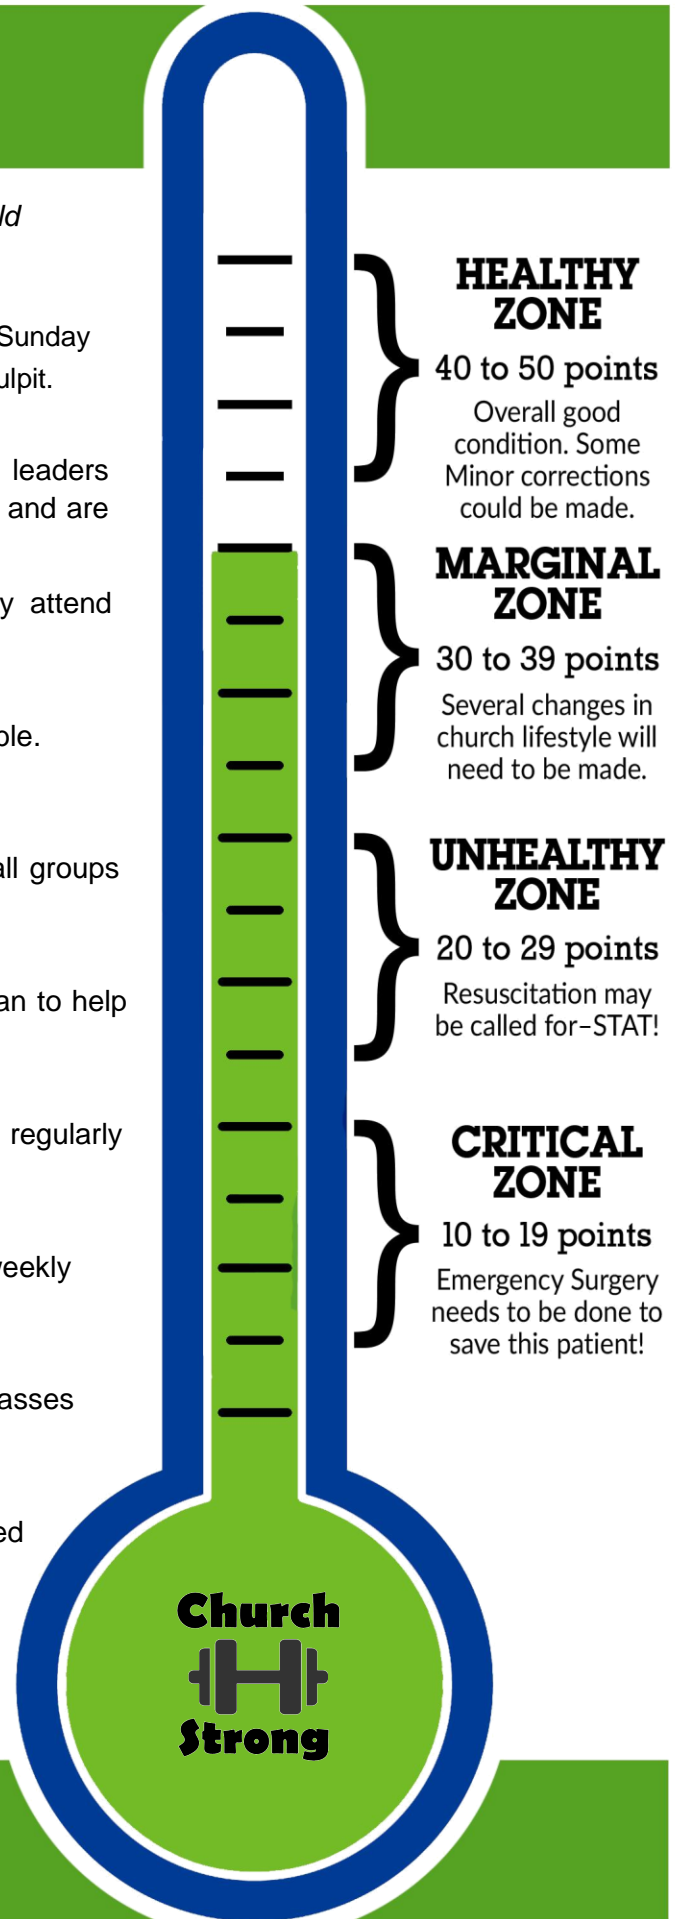 ld
Sunday
ulpit.
leaders
and are
y attend
ole.
all groups
an to help
regularly
weekly
asses
ed
HEALTHY
ZONE
40 to 50 points
Overall good
condition. Some
Minor corrections
could be made.
MARGINAL
ZONE
30 to 39 points
Several changes in
church lifestyle will
need to be made.
UNHEALTHY
ZONE
20 to 29 points
Resuscitation may
be called for–STAT!
CRITICAL
ZONE
10 to 19 points
Emergency Surgery
needs to be done to
save this patient!
Church
Strong